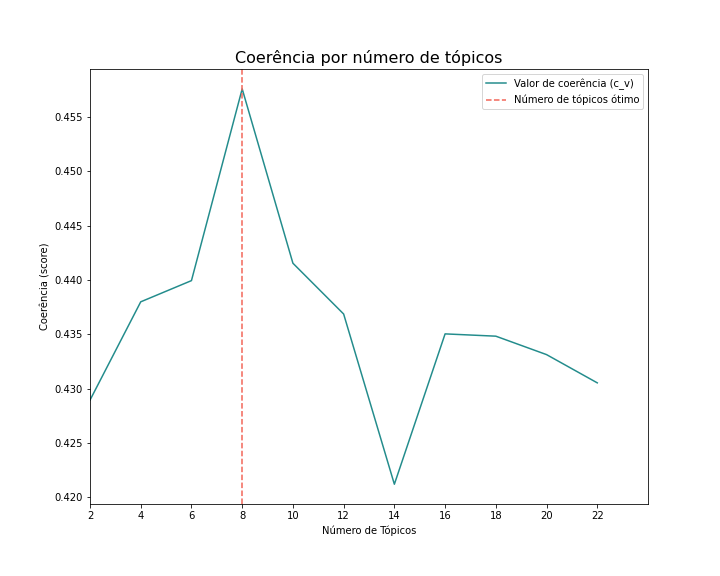 Coerência por número de tópicos
Valor de coerência (c_v)
Número de tópicos ótimo
Coerência (score)
0.455
0.450
0.445
0.440
0.435
0.430
0.425
0.420
2 4 6 8 10 12 14 16 18 20 22
Número de Tópicos